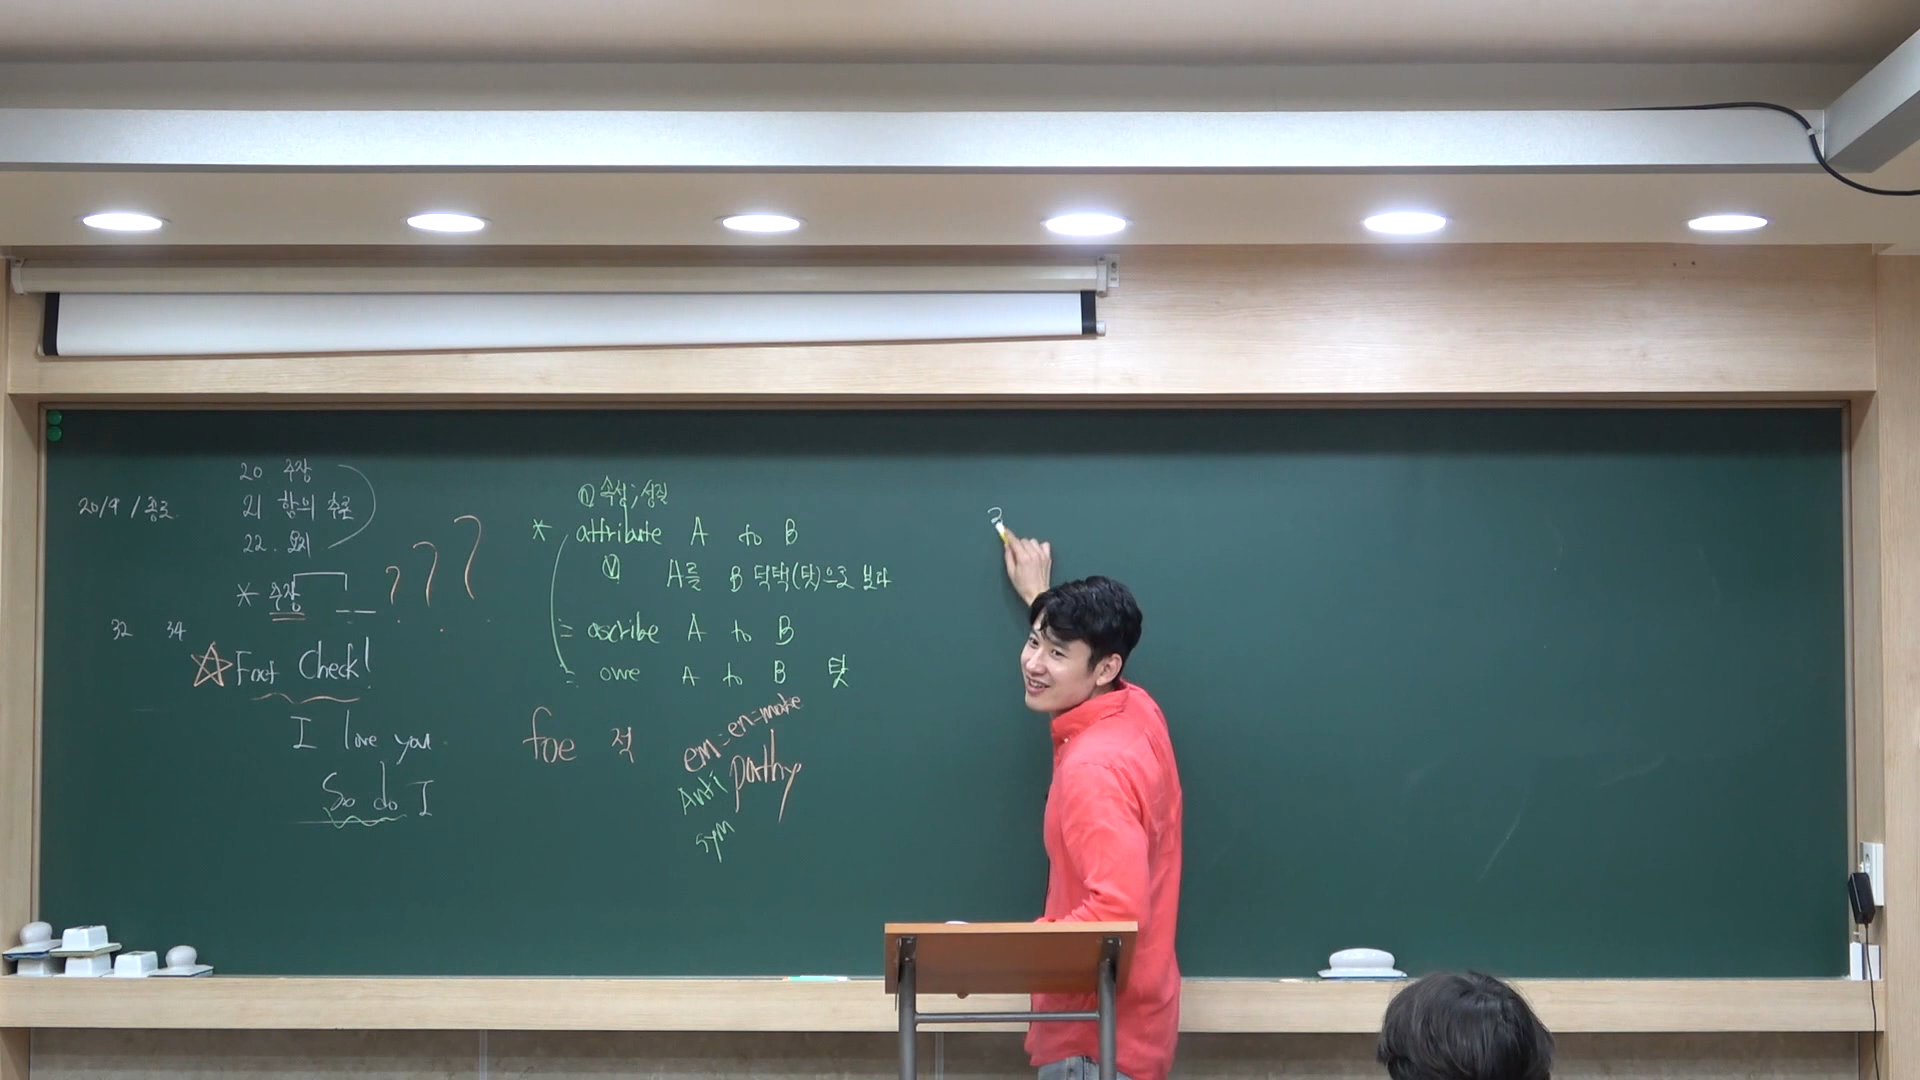 20 주장
20/9 / 종로
21 함의 추론
22. 요지
* 주장
???
32 34
☆ Fact Check!
I love you
So do I
ⓝ 속성; 성질
* attribute A to B
ⓥ A를 B 덕택(탓)으로 보다
= ascribe A to B
= owe A to B 탓
foe 적
em = en = make
Anti pathy
sym